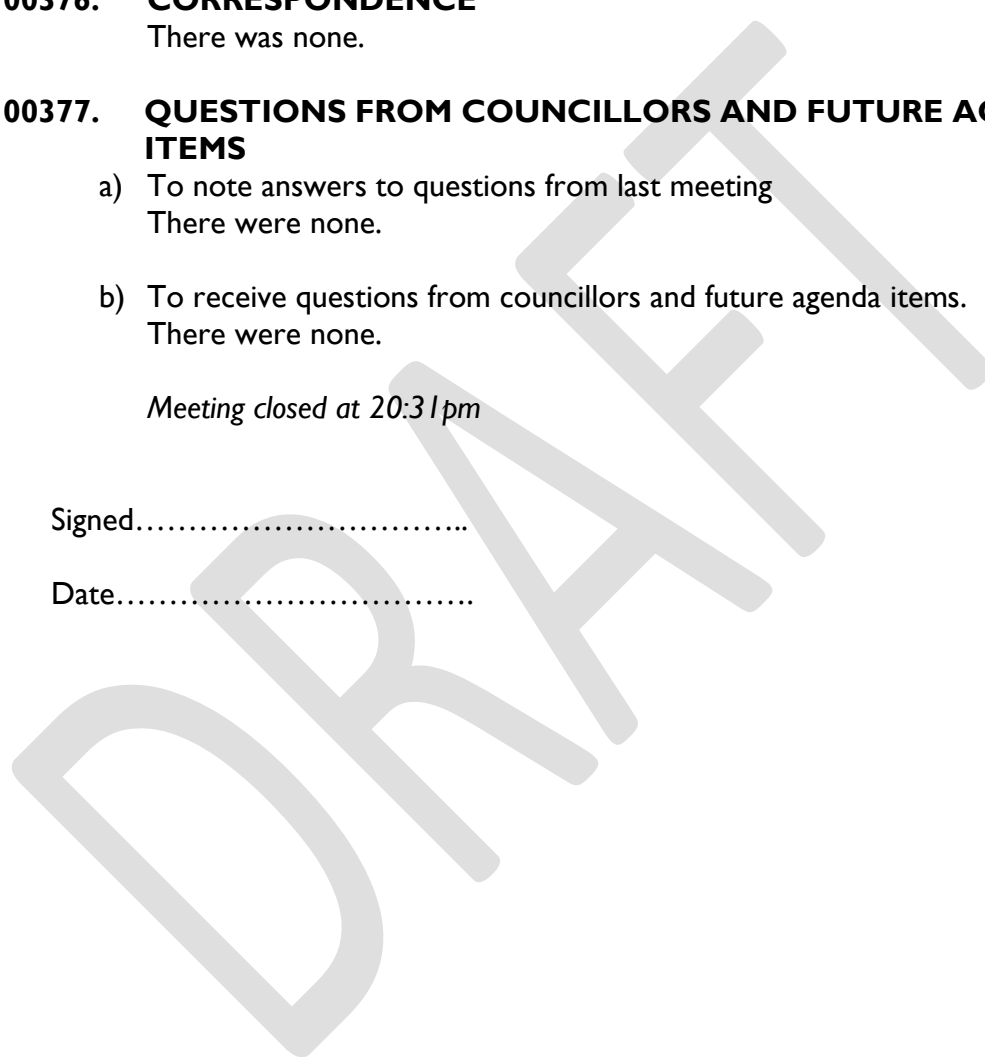 00376. CORRESPONDENCE
There was none.
00377. QUESTIONS FROM COUNCILLORS AND FUTURE
ITEMS
a) To note answers to questions from last meeting
There were none.
b) To receive questions from councillors and future agenda items.
There were none.
Meeting closed at 20:31pm
Signed…………………………..
Date…………………………….
DRAFT